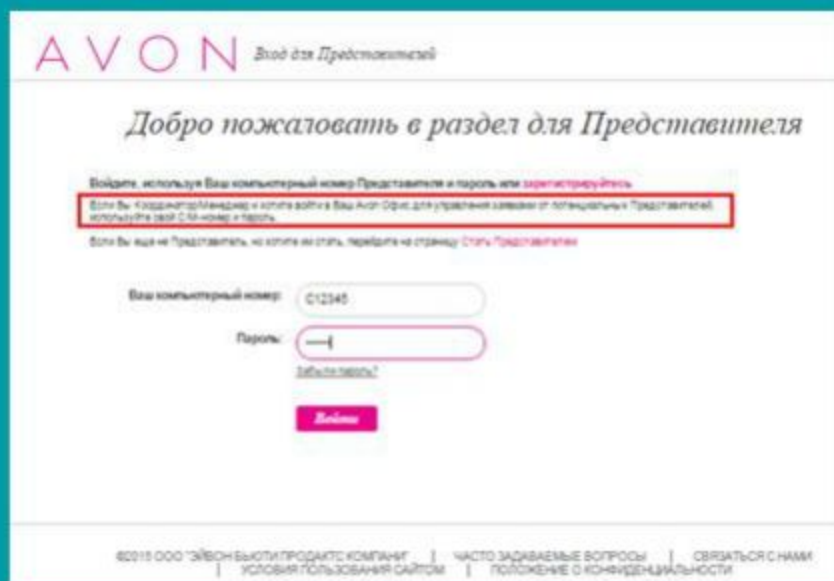 AVON Вход для Представителей
Добро пожаловать в раздел для Представителя
Войдите, используя Ваш компьютерный номер Представителя и пароль или зарегистрируйтесь
Если Вы Координатор/Менеджер и хотите войти в Ваш Avon Офис для управления заявками от потенциальных Представителей,
используйте свой С/М-номер и пароль.
Если Вы еще не Представитель, но хотите им стать, перейдите на страницу Стать Представителем
Ваш компьютерный номер: C12345
Пароль:
Забыли пароль?
Войти
©2015 ООО "ЭЙВОН БЬЮТИ ПРОДАКТС КОМПАНИ" | ЧАСТО ЗАДАВАЕМЫЕ ВОПРОСЫ | СВЯЗАТЬСЯ С НАМИ
| УСЛОВИЯ ПОЛЬЗОВАНИЯ САЙТОМ | ПОЛОЖЕНИЕ О КОНФИДЕНЦИАЛЬНОСТИ